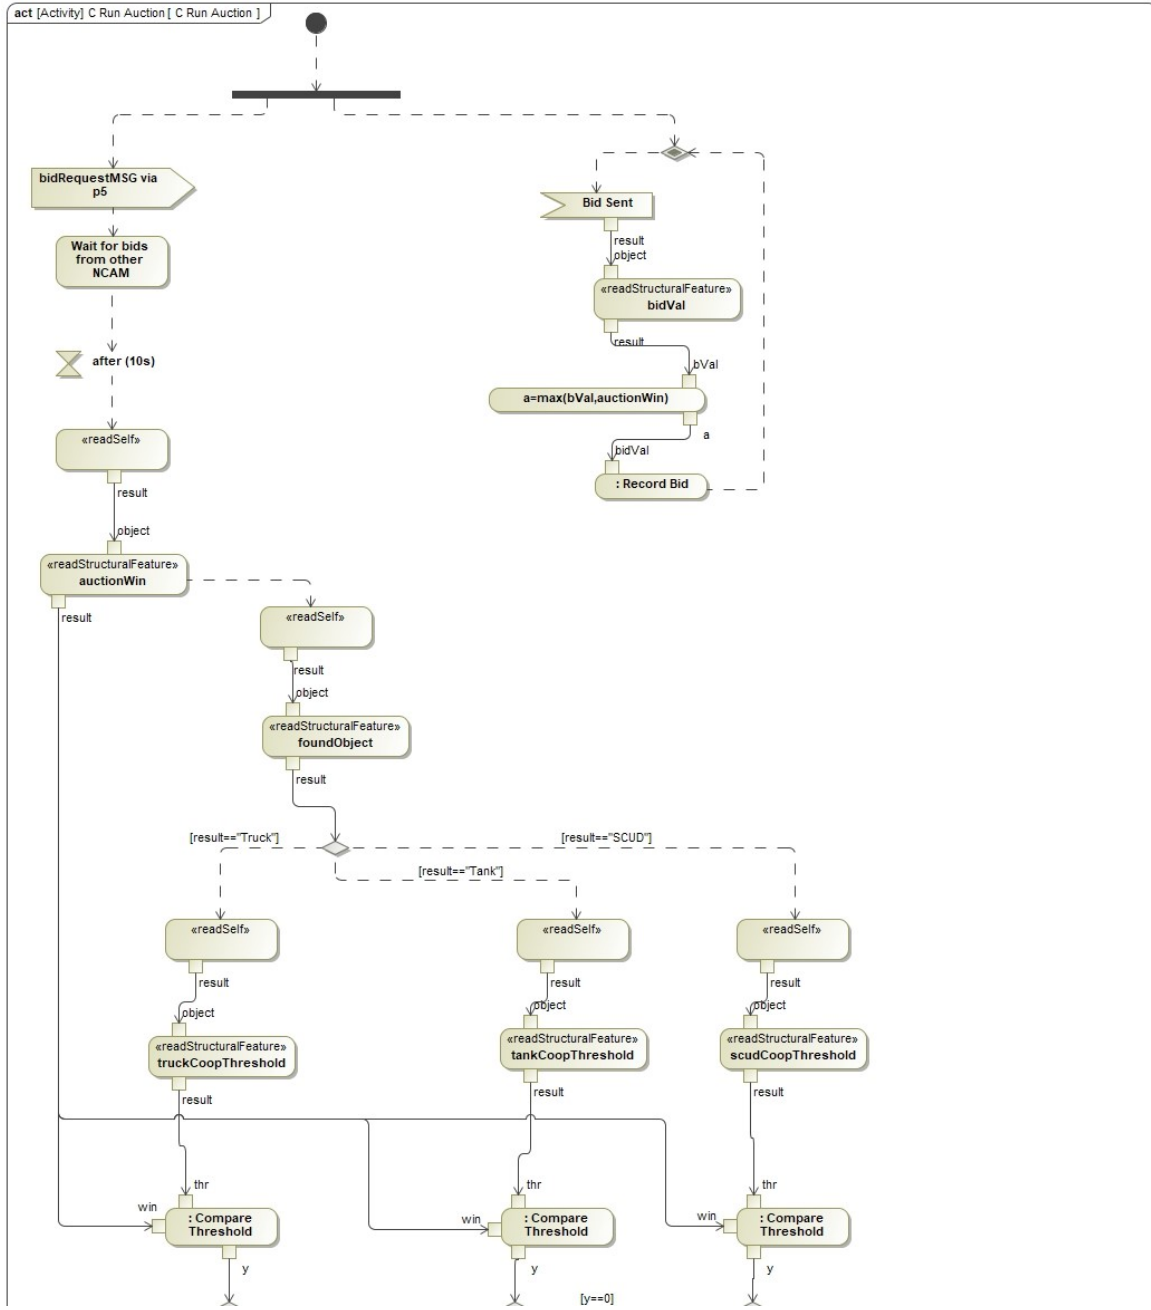 act [Activity] C Run Auction [ C Run Auction ]
bidRequestMSG via
p5
Wait for bids
from other
NCAM
after (10s)
«readSelf»
result
object
«readStructuralFeature»
auctionWin
result
Bid Sent
result
object
«readStructuralFeature»
bidVal
result
bVal
a=max(bVal,auctionWin)
a
bidVal
: Record Bid
«readSelf»
result
object
«readStructuralFeature»
foundObject
result
[result=="Truck"]
[result=="Tank"]
[result=="SCUD"]
«readSelf»
result
object
«readStructuralFeature»
truckCoopThreshold
result
«readSelf»
result
object
«readStructuralFeature»
tankCoopThreshold
result
«readSelf»
result
object
«readStructuralFeature»
scudCoopThreshold
result
thr
win
: Compare
Threshold
y
thr
win
: Compare
Threshold
y
thr
win
: Compare
Threshold
y
[y==0]